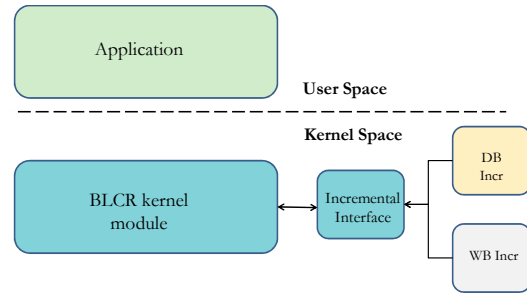 Application
User Space
Kernel Space
BLCR kernel
module
Incremental
Interface
DB
Incr
WB Incr